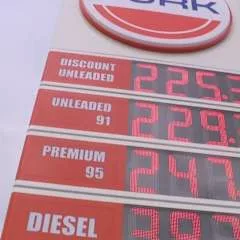 DISCOUNT
UNLEADED 225.
UNLEADED
91 229.
PREMIUM
95 247.
DIESEL